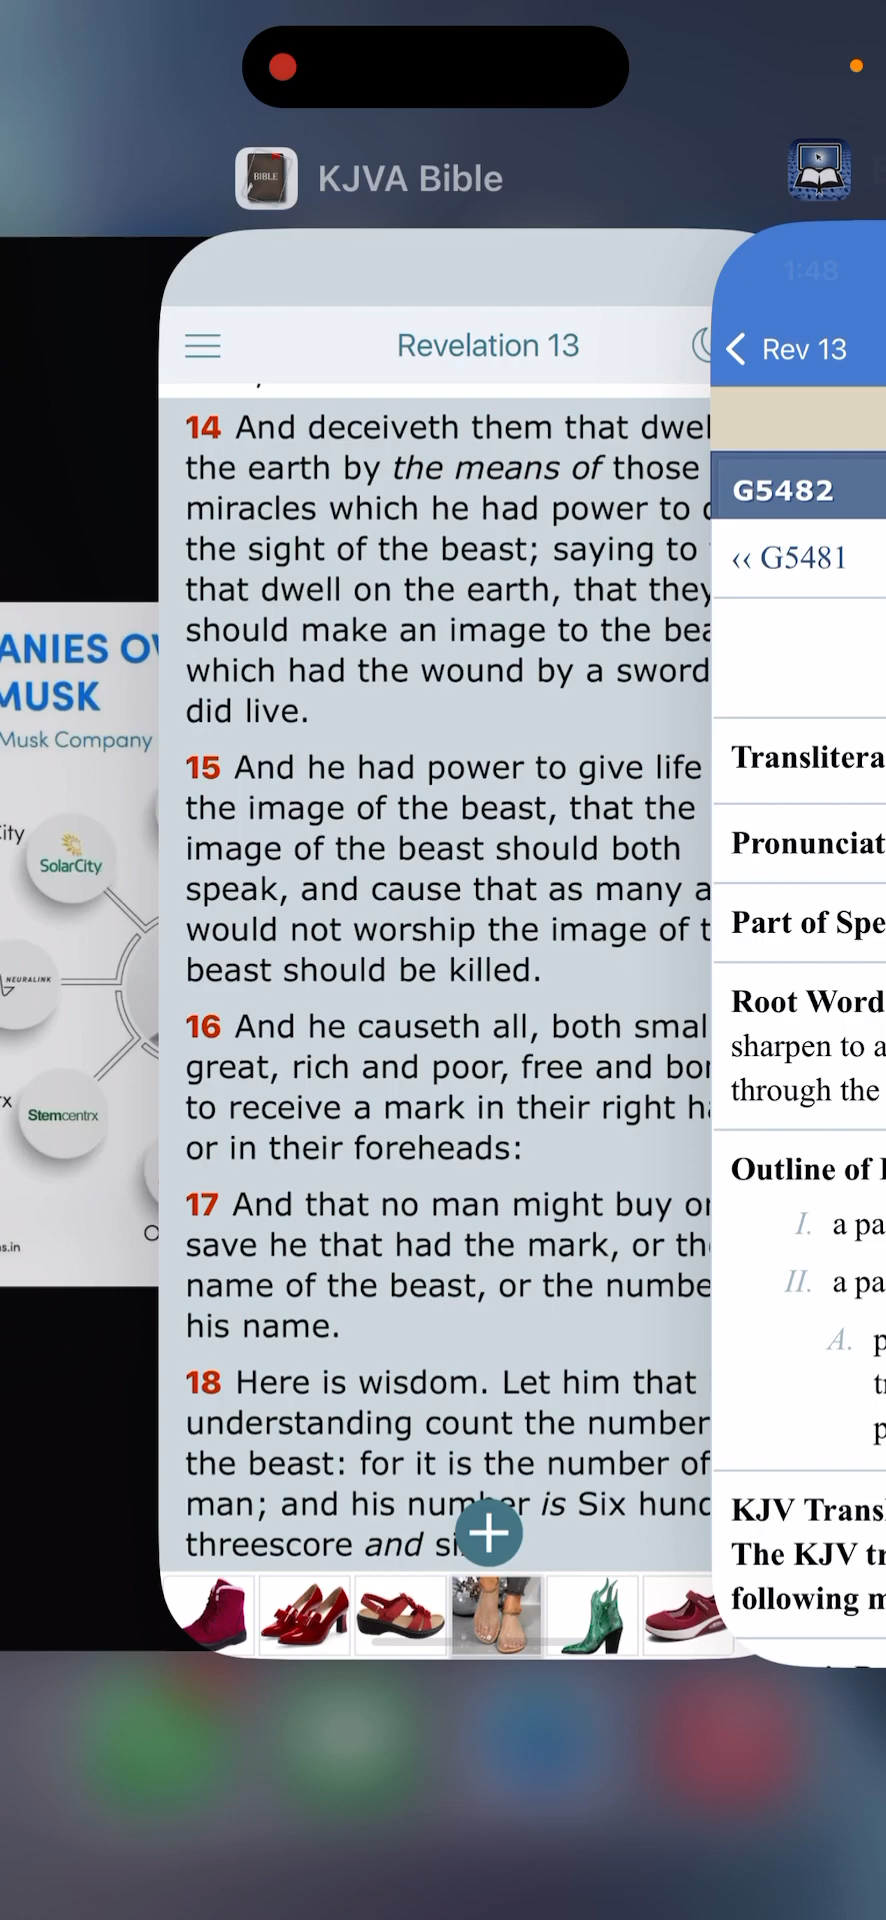 BIBLE
KJVA Bible
1:48
Revelation 13
14 And deceiveth them that dwel
the earth by the means of those
miracles which he had power to
the sight of the beast; saying to
that dwell on the earth, that they
should make an image to the bea
which had the wound by a sword
did live.
15 And he had power to give life
the image of the beast, that the
image of the beast should both
speak, and cause that as many a
would not worship the image of t
beast should be killed.
16 And he causeth all, both smal
great, rich and poor, free and bo
to receive a mark in their right h
or in their foreheads:
17 And that no man might buy or
save he that had the mark, or th
name of the beast, or the numbe
his name.
18 Here is wisdom. Let him that
understanding count the number
the beast: for it is the number of
man; and his number is Six hund
threescore and si
ANIES O
MUSK
Musk Company
City
SolarCity
NEURALINK
Stemcentrx
s.in
Rev 13
G5482
‹‹ G5481
Translitera
Pronunciat
Part of Spe
Root Word
sharpen to a
through the
Outline of
I. a pa
II. a pa
A. p
t
p
KJV Trans
The KJV tr
following m